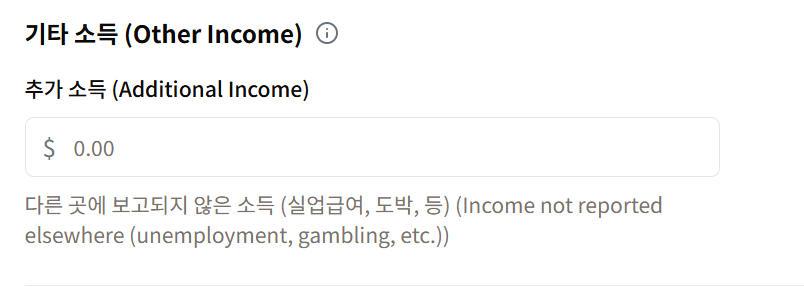 기타 소득 (Other Income)
추가 소득 (Additional Income)
$ 0.00
다른 곳에 보고되지 않은 소득 (실업급여, 도박, 등) (Income not reported
elsewhere (unemployment, gambling, etc.))